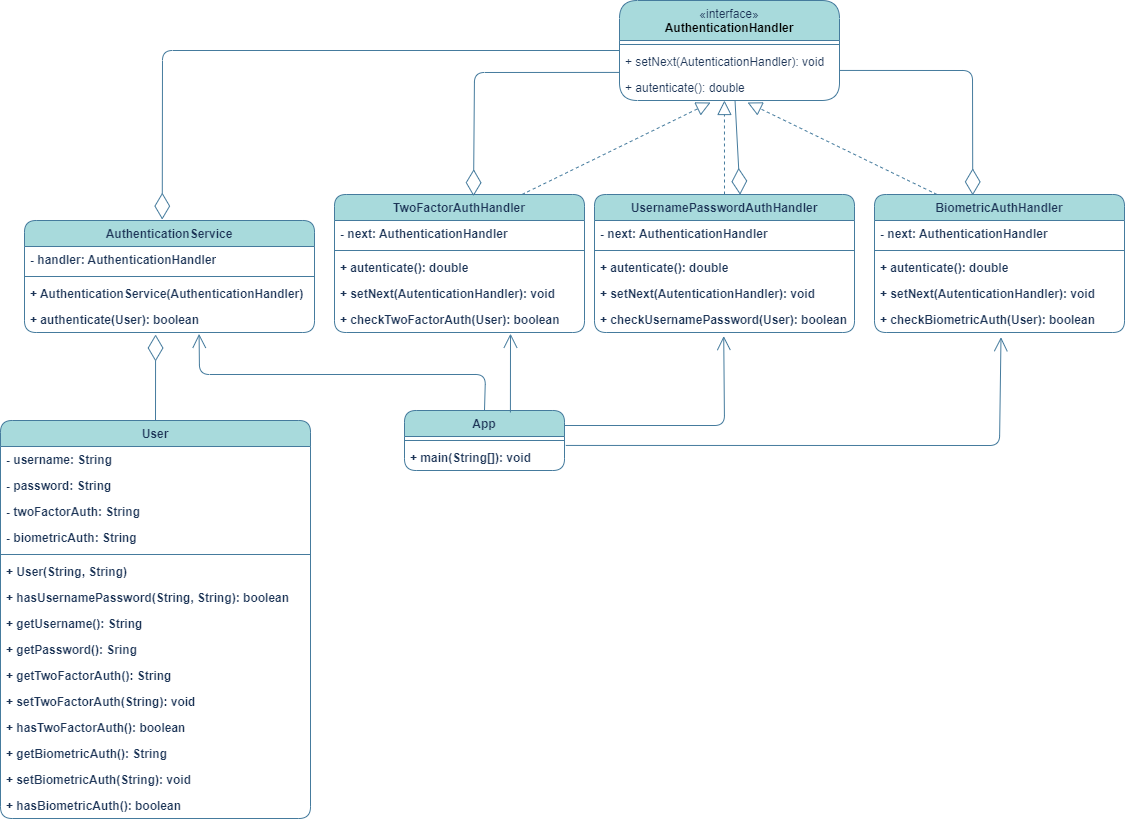 «interface»
AuthenticationHandler
+ setNext(AutenticationHandler): void
+ autenticate(): double
AuthenticationService
- handler: AuthenticationHandler
+ AuthenticationService(AuthenticationHandler)
+ authenticate(User): boolean
TwoFactorAuthHandler
- next: AuthenticationHandler
+ autenticate(): double
+ setNext(AutenticationHandler): void
+ checkTwoFactorAuth(User): boolean
UsernamePasswordAuthHandler
- next: AuthenticationHandler
+ autenticate(): double
+ setNext(AutenticationHandler): void
+ checkUsernamePassword(User): boolean
BiometricAuthHandler
- next: AuthenticationHandler
+ autenticate(): double
+ setNext(AutenticationHandler): void
+ checkBiometricAuth(User): boolean
User
- username: String
- password: String
- twoFactorAuth: String
- biometricAuth: String
+ User(String, String)
+ hasUsernamePassword(String, String): boolean
+ getUsername(): String
+ getPassword(): Sring
+ getTwoFactorAuth(): String
+ setTwoFactorAuth(String): void
+ hasTwoFactorAuth(): boolean
+ getBiometricAuth(): String
+ setBiometricAuth(String): void
+ hasBiometricAuth(): boolean
App
+ main(String[]): void